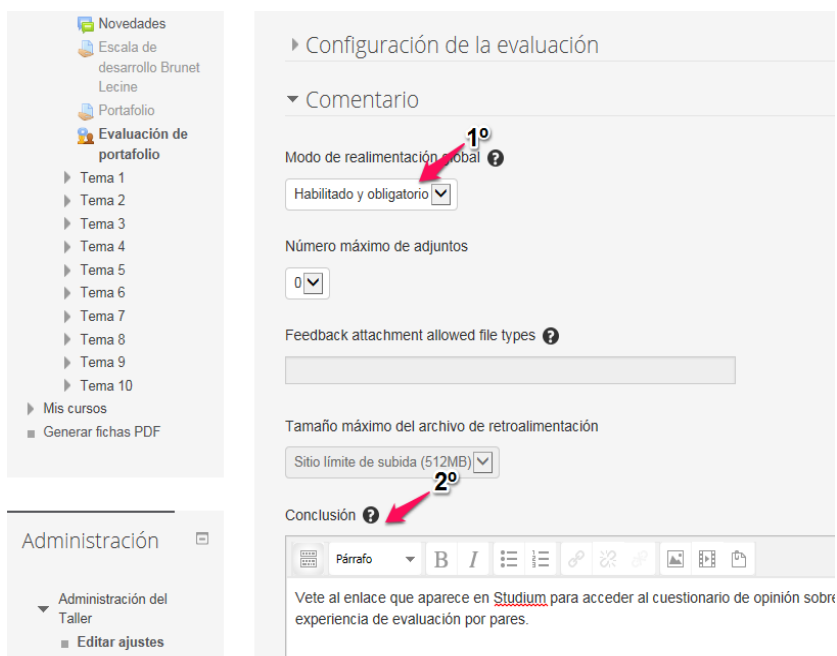 Novedades
Escala de
desarrollo Brunet
Lecine
Portafolio
Evaluación de
portafolio
Tema 1
Tema 2
Tema 3
Tema 4
Tema 5
Tema 6
Tema 7
Tema 8
Tema 9
Tema 10
Mis cursos
Generar fichas PDF
Administración
Administración del
Taller
Editar ajustes
Configuración de la evaluación
Comentario
1º
Modo de realimentación global
Habilitado y obligatorio
Número máximo de adjuntos
0
Feedback attachment allowed file types
Tamaño máximo del archivo de retroalimentación
Sitio límite de subida (512MB)
2º
Conclusión
Párrafo B I
Vete al enlace que aparece en Studium para acceder al cuestionario de opinión sobre
experiencia de evaluación por pares.